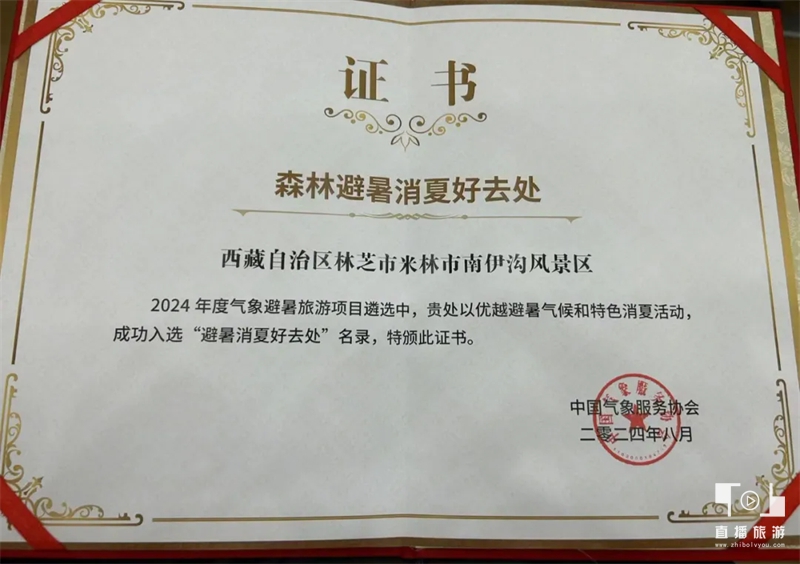 证书
森林避暑消夏好去处
西藏自治区林芝市米林市南伊沟风景区
2024 年度气象避暑旅游项目遴选中，贵处以优越避暑气候和特色消夏活动，
成功入选“避暑消夏好去处”名录，特颁此证书。
中国气象服务协会
二零二四年八月
直播旅游
www.zhibolvyou.com